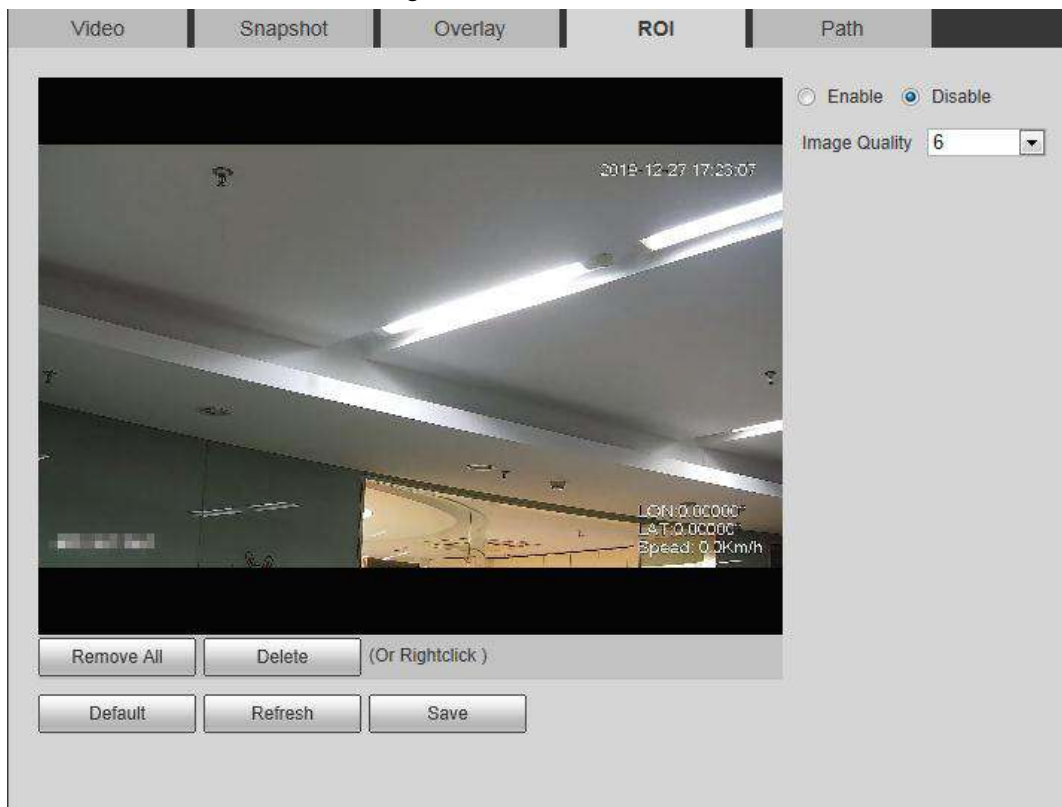 Video Snapshot Overlay ROI Path
Enable Disable
Image Quality 6
2019-12-27 17:23:07
LON:0.00000°
LAT:0.00000°
Speed: 0.0Km/h
Remove All Delete (Or Rightclick )
Default Refresh Save